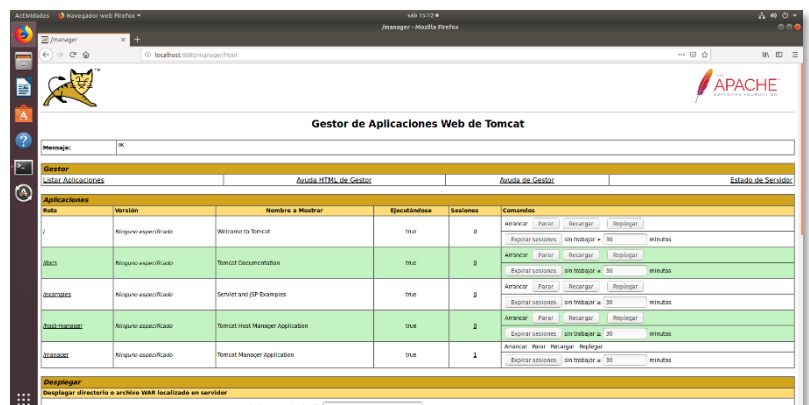 Actividades Navegador web Firefox
sáb 15:12
/manager - Mozilla Firefox
/manager
localhost:8080/manager/html
TM
THE APACHE
SOFTWARE FOUNDATION
Gestor de Aplicaciones Web de Tomcat
Mensaje: OK
Gestor
Listar Aplicaciones Ayuda HTML de Gestor Ayuda de Gestor Estado de Servidor
Aplicaciones
Ruta Versión Nombre a Mostrar Ejecutándose Sesiones Comandos
/ Ninguno especificado Welcome to Tomcat true 0 Arrancar Parar Recargar Replegar
Expirar sesiones sin trabajar ≥ 30 minutos
/docs Ninguno especificado Tomcat Documentation true 0 Arrancar Parar Recargar Replegar
Expirar sesiones sin trabajar ≥ 30 minutos
/examples Ninguno especificado Servlet and JSP Examples true 0 Arrancar Parar Recargar Replegar
Expirar sesiones sin trabajar ≥ 30 minutos
/host-manager Ninguno especificado Tomcat Host Manager Application true 0 Arrancar Parar Recargar Replegar
Expirar sesiones sin trabajar ≥ 30 minutos
/manager Ninguno especificado Tomcat Manager Application true 1 Arrancar Parar Recargar Replegar
Expirar sesiones sin trabajar ≥ 30 minutos
Desplegar
Desplegar directorio o archivo WAR localizado en servidor